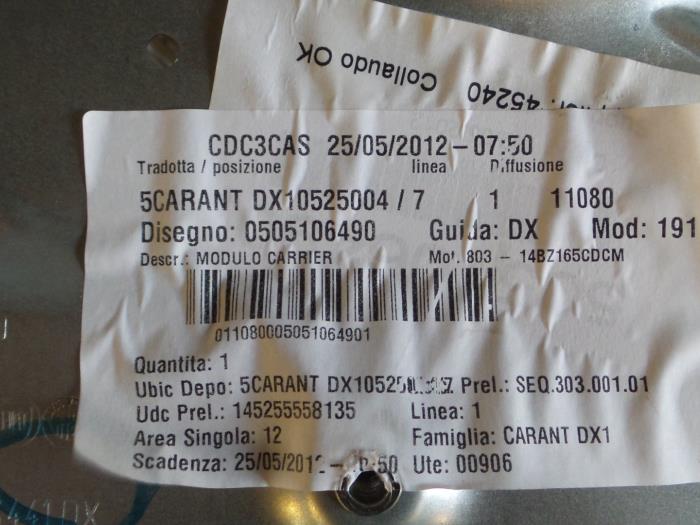 Collaudo OK
45240
CDC3CAS 25/05/2012-07:50
Tradotta / posizione linea Diffusione
5CARANT DX10525004 / 7 1 11080
Disegno: 0505106490 Guida: DX Mod: 191
Descr.: MODULO CARRIER Mot. 803 - 14BZ165CDCM
011080005051064901
Quantita: 1
Ubic Depo: 5CARANT Prel.: SEQ.303.001.01
Udc Prel.: 145255558135 Linea: 1
Area Singola: 12 Famiglia: CARANT DX1
Scadenza: 25/05/2012- Ute: 00906
441DX